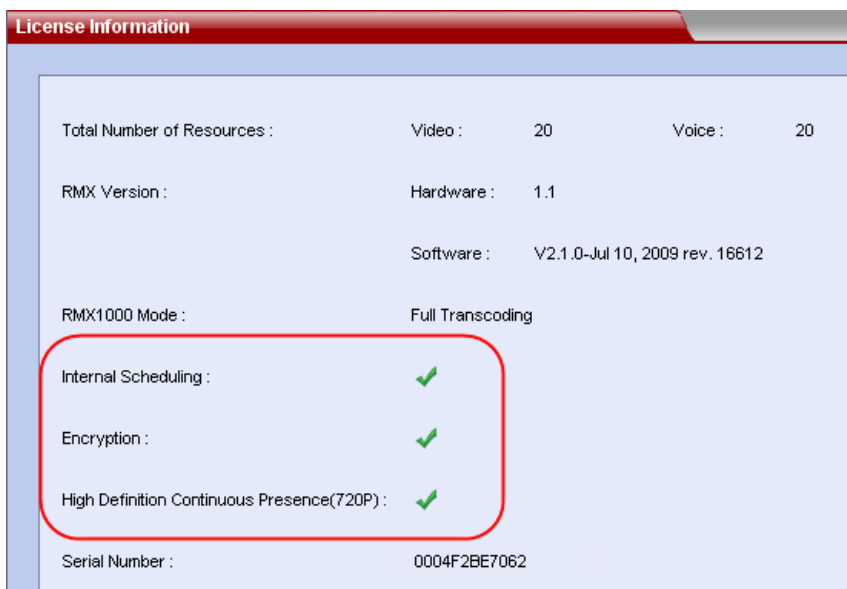 License Information
Total Number of Resources : Video : 20 Voice : 20
RMX Version : Hardware : 1.1
Software : V2.1.0-Jul 10, 2009 rev. 16612
RMX1000 Mode : Full Transcoding
Internal Scheduling :
Encryption :
High Definition Continuous Presence(720P) :
Serial Number : 0004F2BE7062